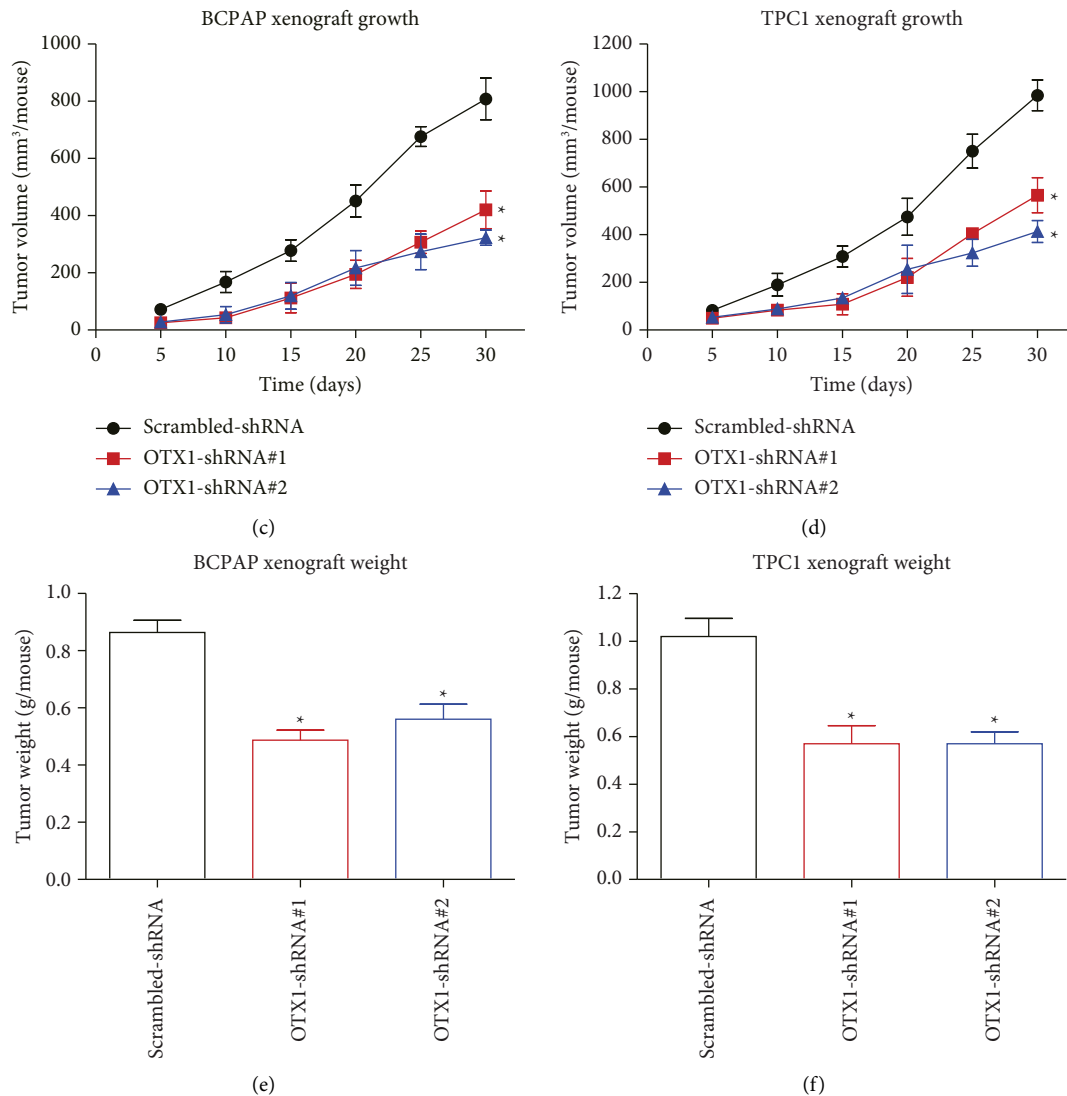 BCPAP xenograft growth
Tumor volume (mm³/mouse)
1000
800
600
400
200
0
*
*
0 5 10 15 20 25 30
Time (days)
Scrambled-shRNA
OTX1-shRNA#1
OTX1-shRNA#2
(c)
TPC1 xenograft growth
Tumor volume (mm³/mouse)
1200
1000
800
600
400
200
0
*
*
0 5 10 15 20 25 30
Time (days)
Scrambled-shRNA
OTX1-shRNA#1
OTX1-shRNA#2
(d)
BCPAP xenograft weight
Tumor weight (g/mouse)
1.0
0.8
0.6
0.4
0.2
0.0
*
*
Scrambled-shRNA
OTX1-shRNA#1
OTX1-shRNA#2
(e)
TPC1 xenograft weight
Tumor weight (g/mouse)
1.2
1.0
0.8
0.6
0.4
0.2
0.0
*
*
Scrambled-shRNA
OTX1-shRNA#1
OTX1-shRNA#2
(f)